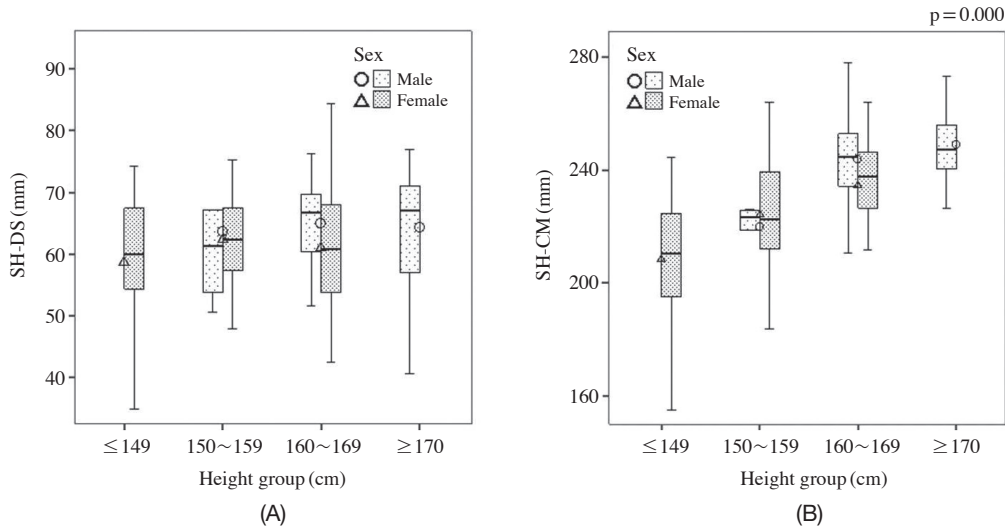 p=0.000
Sex
Male
Female
90
80
70
60
50
40
SH-DS (mm)
≤149
150~159
160~169
≥170
Height group (cm)
(A)
Sex
Male
Female
280
240
200
160
SH-CM (mm)
≤149
150~159
160~169
≥170
Height group (cm)
(B)